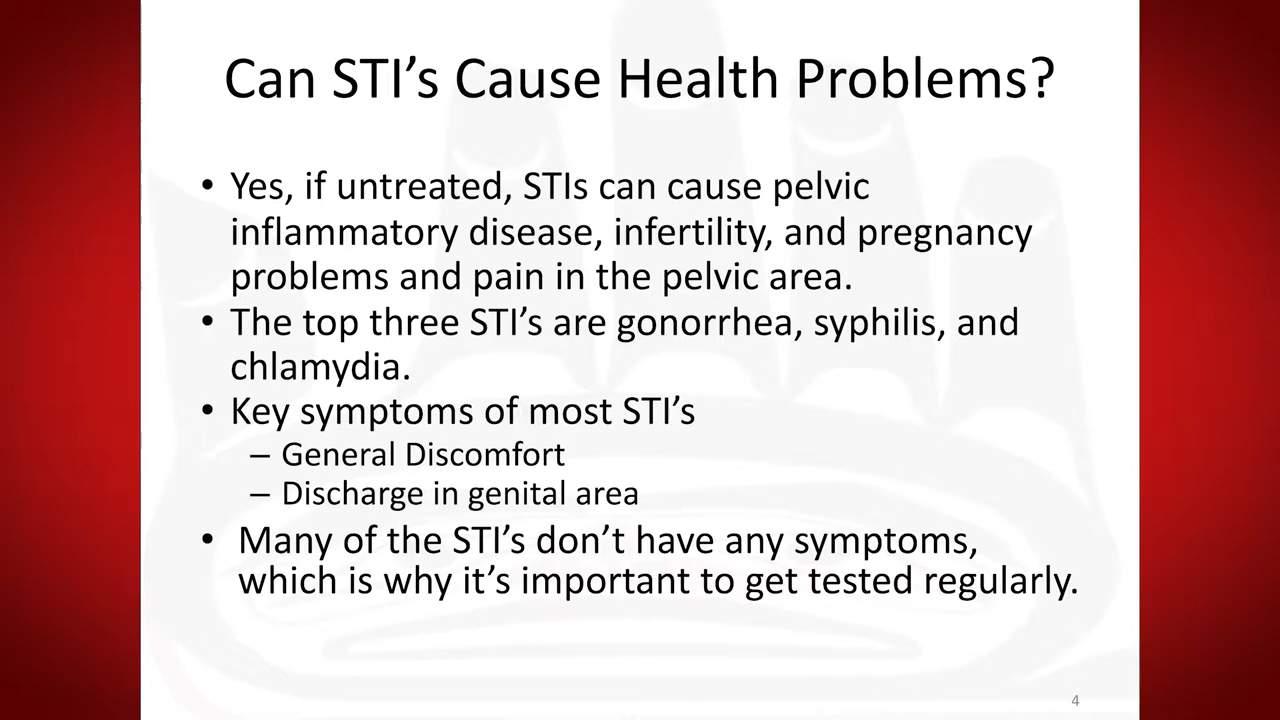 Can STI’s Cause Health Problems?
• Yes, if untreated, STIs can cause pelvic
inflammatory disease, infertility, and pregnancy
problems and pain in the pelvic area.
• The top three STI’s are gonorrhea, syphilis, and
chlamydia.
• Key symptoms of most STI’s
– General Discomfort
– Discharge in genital area
• Many of the STI’s don’t have any symptoms,
which is why it’s important to get tested regularly.
4